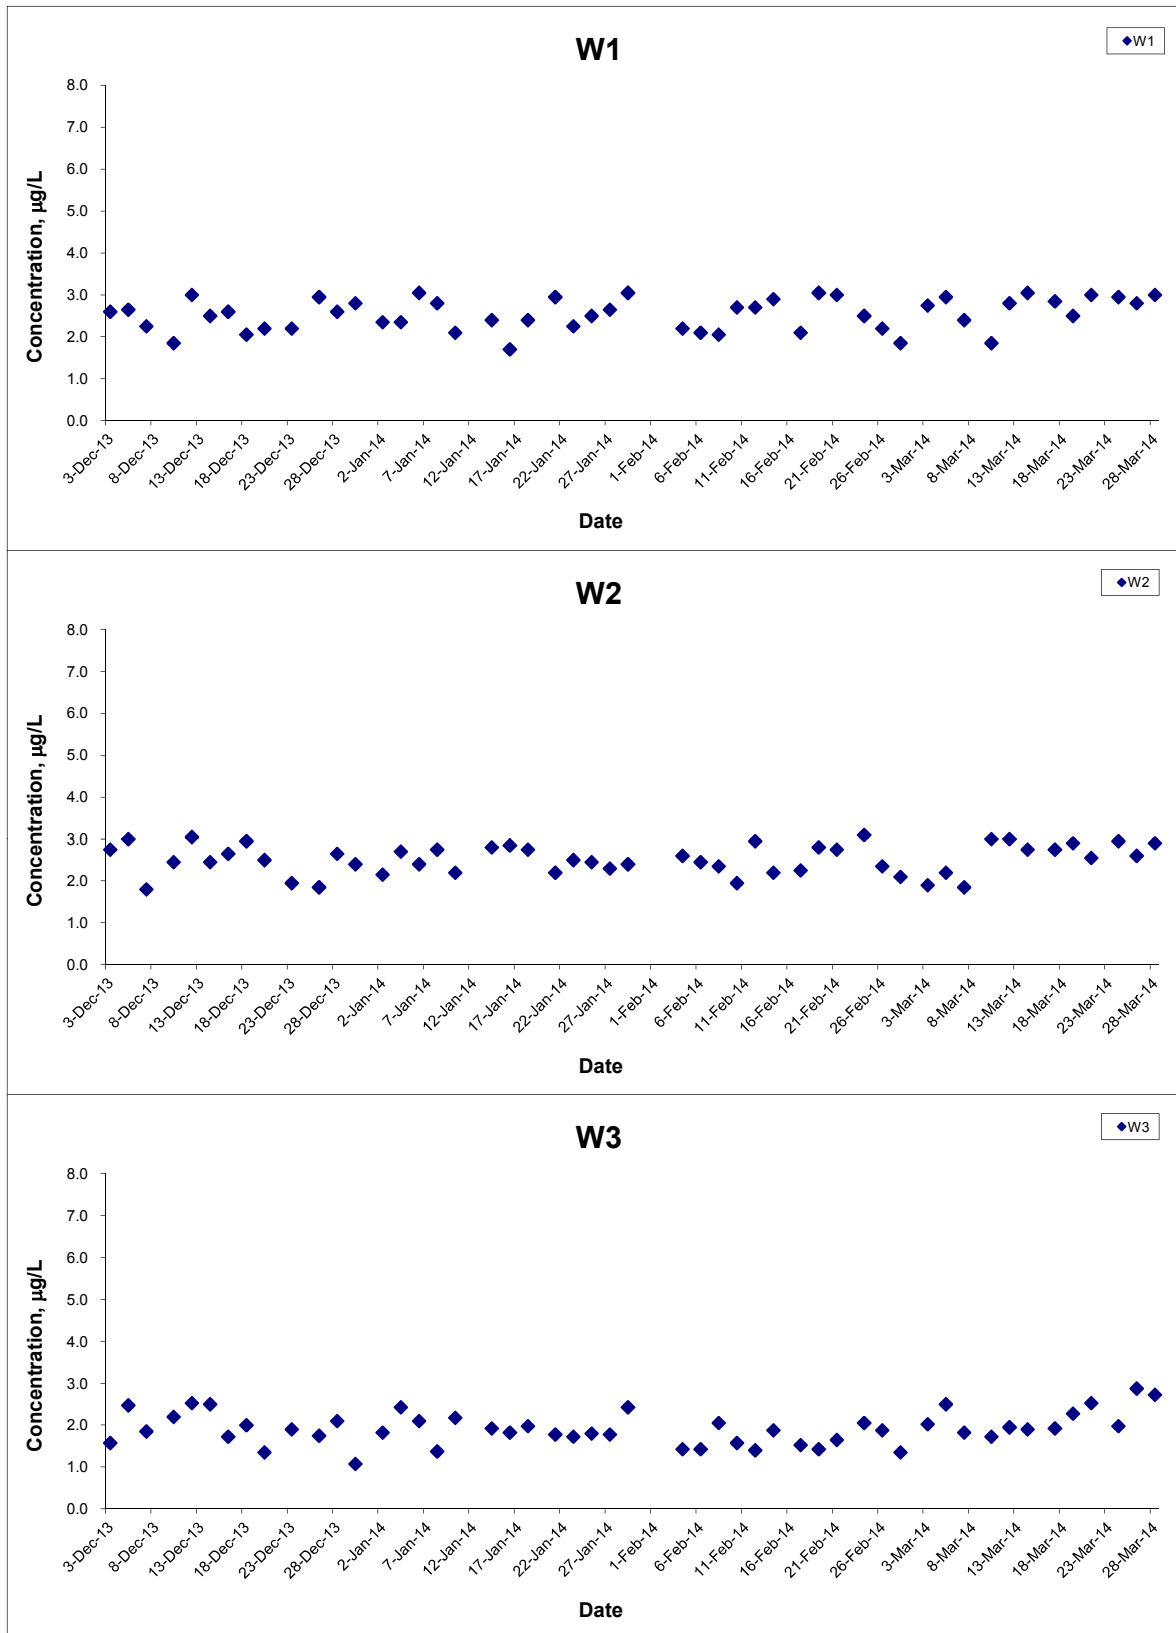 W1
W1
8.0
7.0
6.0
5.0
4.0
3.0
2.0
1.0
0.0
Concentration, µg/L
3-Dec-13
8-Dec-13
13-Dec-13
18-Dec-13
23-Dec-13
28-Dec-13
2-Jan-14
7-Jan-14
12-Jan-14
17-Jan-14
22-Jan-14
27-Jan-14
1-Feb-14
6-Feb-14
11-Feb-14
16-Feb-14
21-Feb-14
26-Feb-14
3-Mar-14
8-Mar-14
13-Mar-14
18-Mar-14
23-Mar-14
28-Mar-14
Date
W2
W2
8.0
7.0
6.0
5.0
4.0
3.0
2.0
1.0
0.0
Concentration, µg/L
3-Dec-13
8-Dec-13
13-Dec-13
18-Dec-13
23-Dec-13
28-Dec-13
2-Jan-14
7-Jan-14
12-Jan-14
17-Jan-14
22-Jan-14
27-Jan-14
1-Feb-14
6-Feb-14
11-Feb-14
16-Feb-14
21-Feb-14
26-Feb-14
3-Mar-14
8-Mar-14
13-Mar-14
18-Mar-14
23-Mar-14
28-Mar-14
Date
W3
W3
8.0
7.0
6.0
5.0
4.0
3.0
2.0
1.0
0.0
Concentration, µg/L
3-Dec-13
8-Dec-13
13-Dec-13
18-Dec-13
23-Dec-13
28-Dec-13
2-Jan-14
7-Jan-14
12-Jan-14
17-Jan-14
22-Jan-14
27-Jan-14
1-Feb-14
6-Feb-14
11-Feb-14
16-Feb-14
21-Feb-14
26-Feb-14
3-Mar-14
8-Mar-14
13-Mar-14
18-Mar-14
23-Mar-14
28-Mar-14
Date